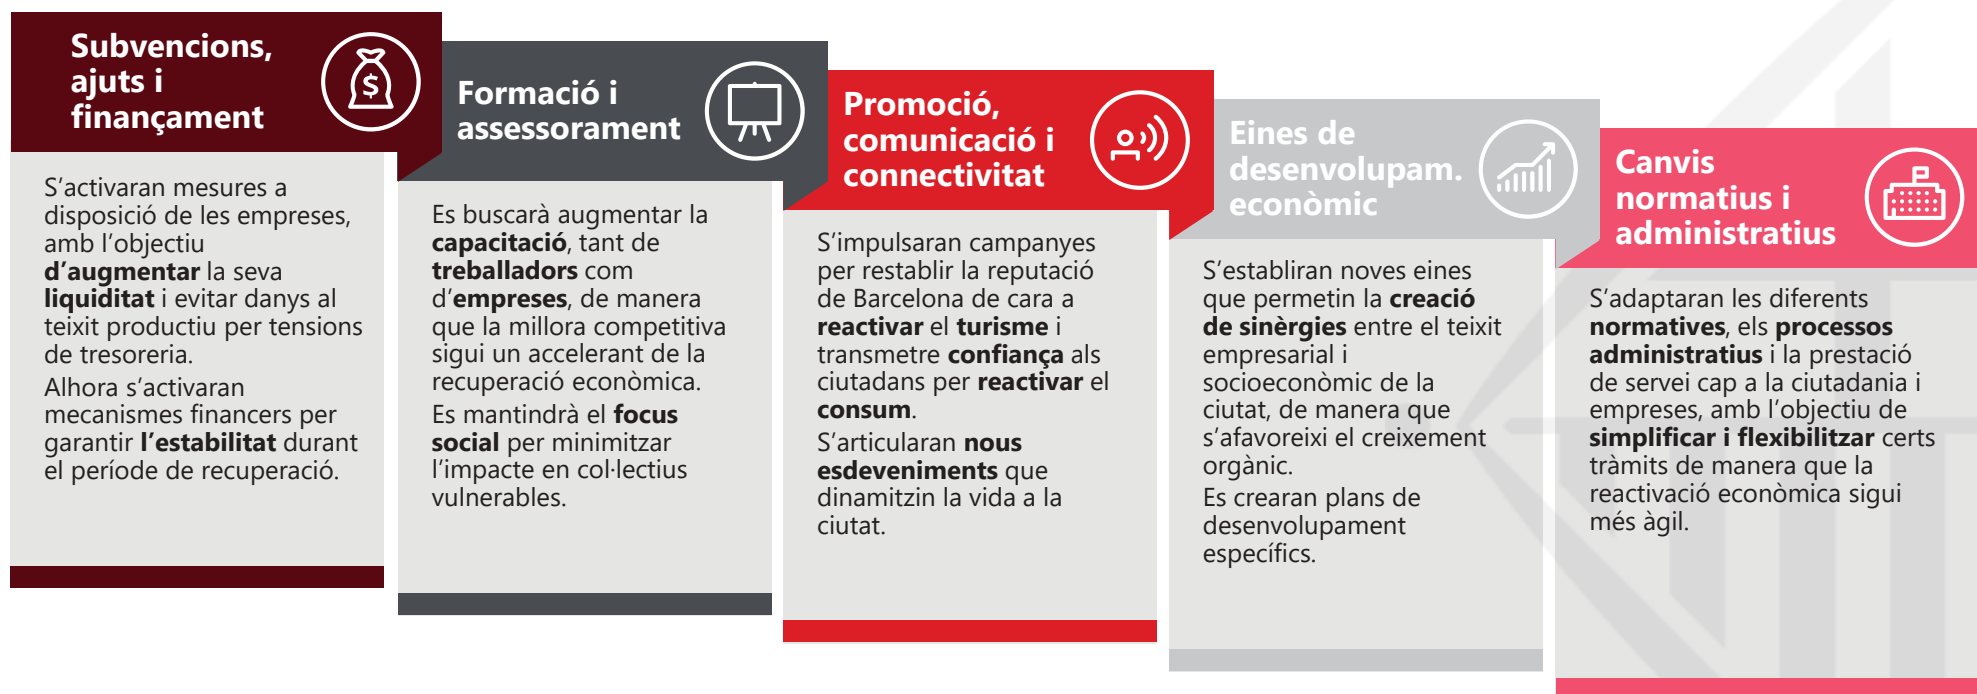 Subvencions,
ajuts i
finançament
S’activaran mesures a
disposició de les empreses,
amb l’objectiu
d’augmentar la seva
liquiditat i evitar danys al
teixit productiu per tensions
de tresoreria.
Alhora s’activaran
mecanismes financers per
garantir l’estabilitat durant
el període de recuperació.
Formació i
assessorament
Es buscarà augmentar la
capacitació, tant de
treballadors com
d’empreses, de manera
que la millora competitiva
sigui un accelerant de la
recuperació econòmica.
Es mantindrà el focus
social per minimitzar
l’impacte en col·lectius
vulnerables.
Promoció,
comunicació i
connectivitat
S’impulsaran campanyes
per restablir la reputació
de Barcelona de cara a
reactivar el turisme i
transmetre confiança als
ciutadans per reactivar el
consum.
S’articularan nous
esdeveniments que
dinamitzin la vida a la
ciutat.
Eines de
desenvolupam.
econòmic
S’establiran noves eines
que permetin la creació
de sinèrgies entre el teixit
empresarial i
socioeconòmic de la
ciutat, de manera que
s’afavoreixi el creixement
orgànic.
Es crearan plans de
desenvolupament
específics.
Canvis
normatius i
administratius
S’adaptaran les diferents
normatives, els processos
administratius i la prestació
de servei cap a la ciutadania i
empreses, amb l’objectiu de
simplificar i flexibilitzar certs
tràmits de manera que la
reactivació econòmica sigui
més àgil.